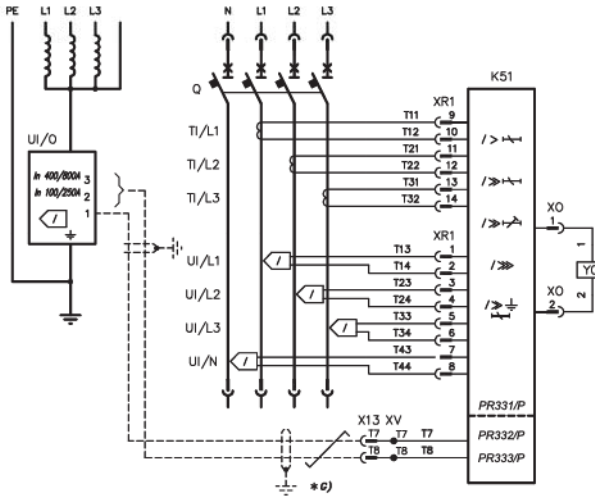 PE L1 L2 L3
N L1 L2 L3
Q
K51
UI/O
In 400/800A 3
In 100/250A 2
1
I
XR1
TI/L1 T11 9
T12 10
TI/L2 T21 11
T22 12
TI/L3 T31 13
T32 14
I>
I≫
I≫
I⋙
I≫
XO
1
1
YO
2
XO
2
XR1
UI/L1 I T13 1
T14 2
UI/L2 I T23 3
T24 4
UI/L3 I T33 5
T34 6
UI/N I T43 7
T44 8
PR331/P
PR332/P
PR333/P
X13 XV
T7 T7 T7
T8 T8 T8
*G)